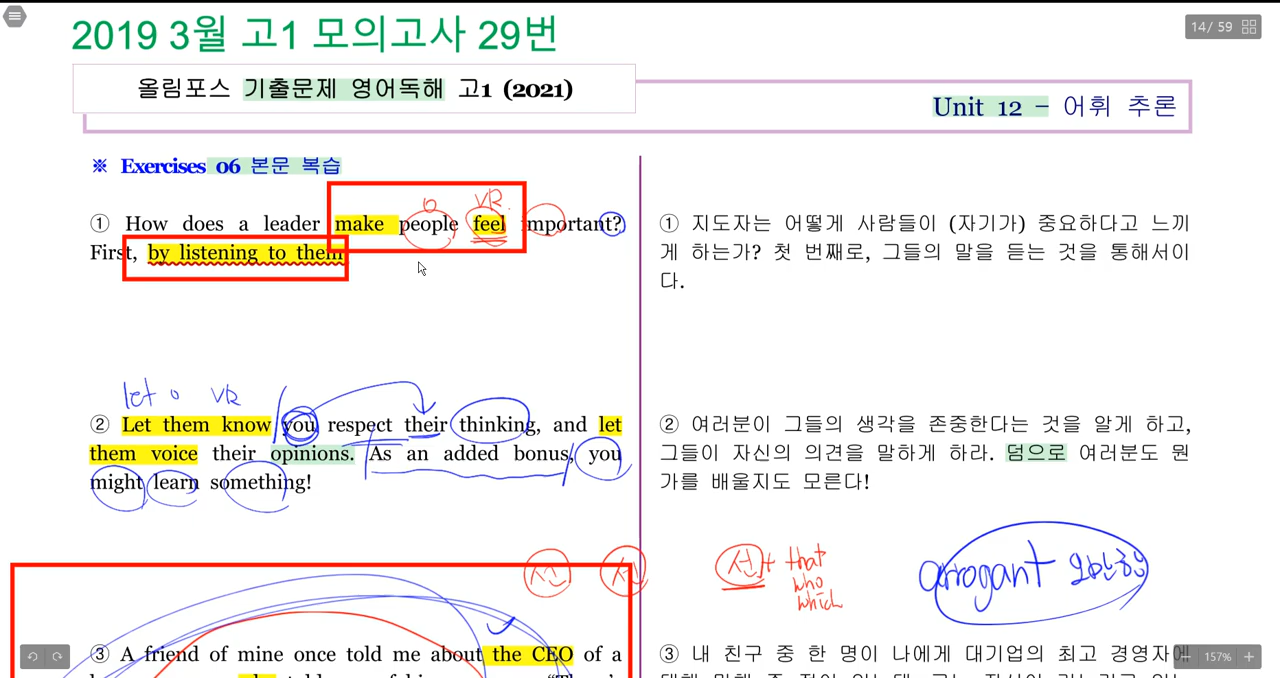 2019 3월 고1 모의고사 29번
14/ 59
올림포스 기출문제 영어독해 고1 (2021)
Unit 12 – 어휘 추론
※ Exercises 06 본문 복습
O VR
① How does a leader make people feel important?
First, by listening to them
① 지도자는 어떻게 사람들이 (자기가) 중요하다고 느끼
게 하는가? 첫 번째로, 그들의 말을 듣는 것을 통해서이
다.
let o VR
② Let them know you respect their thinking, and let
them voice their opinions. As an added bonus, you
might learn something!
② 여러분이 그들의 생각을 존중한다는 것을 알게 하고,
그들이 자신의 의견을 말하게 하라. 덤으로 여러분도 뭔
가를 배울지도 모른다!
선 선
선 + that
who
which
arrogant 오만한
③ A friend of mine once told me about the CEO of a
③ 내 친구 중 한 명이 나에게 대기업의 최고 경영자에
157%